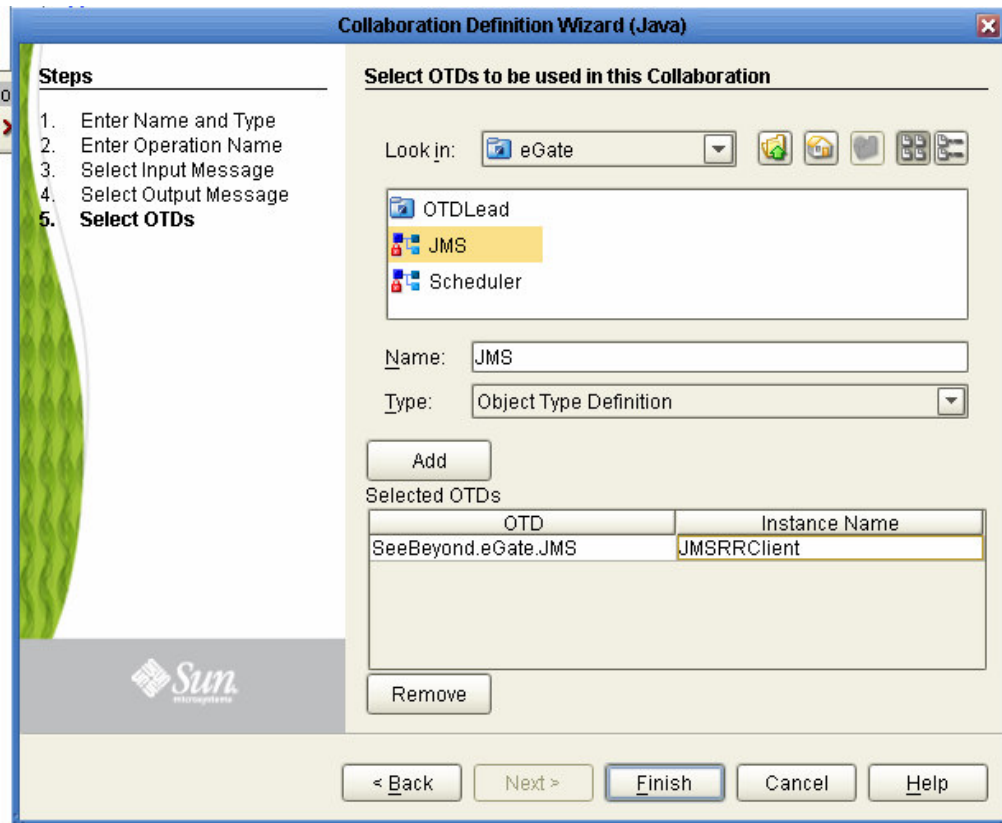 Collaboration Definition Wizard (Java)
Steps
1. Enter Name and Type
2. Enter Operation Name
3. Select Input Message
4. Select Output Message
5. Select OTDs
Select OTDs to be used in this Collaboration
Look in: eGate
OTDLead
JMS
Scheduler
Name: JMS
Type: Object Type Definition
Add
Selected OTDs
OTD Instance Name
SeeBeyond.eGate.JMS JMSRRClient
Remove
Sun
microsystems
< Back Next > Finish Cancel Help